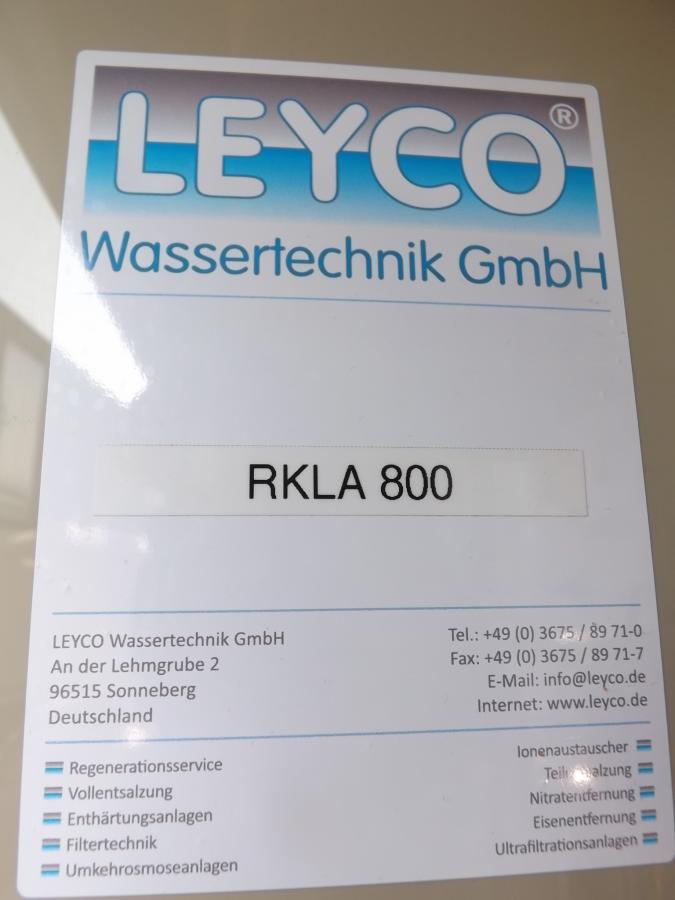 LEYCO®
Wassertechnik GmbH
RKLA 800
LEYCO Wassertechnik GmbH
An der Lehmgrube 2
96515 Sonneberg
Deutschland
Tel.: +49 (0) 3675 / 89 71-0
Fax: +49 (0) 3675 / 89 71-7
E-Mail: info@leyco.de
Internet: www.leyco.de
Regenerationsservice
Vollentsalzung
Enthärtungsanlagen
Filtertechnik
Umkehrosmoseanlagen
Ionenaustauscher
Nitratentfernung
Eisenentfernung
Ultrafiltrationsanlagen